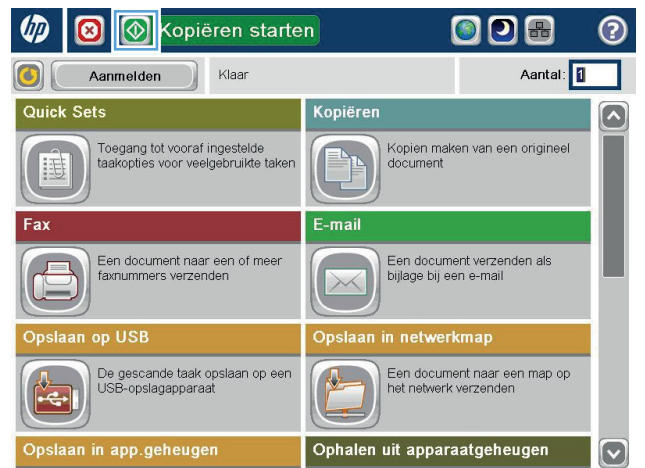 hp
Kopiëren starten
?
Aanmelden
Klaar
Aantal: 1
Quick Sets
Toegang tot vooraf ingestelde
taakopties voor veelgebruikte taken
Kopiëren
Kopien maken van een origineel
document
Fax
Een document naar een of meer
faxnummers verzenden
E-mail
Een document verzenden als
bijlage bij een e-mail
Opslaan op USB
De gescande taak opslaan op een
USB-opslagapparaat
Opslaan in netwerkmap
Een document naar een map op
het netwerk verzenden
Opslaan in app.geheugen
Ophalen uit apparaatgeheugen